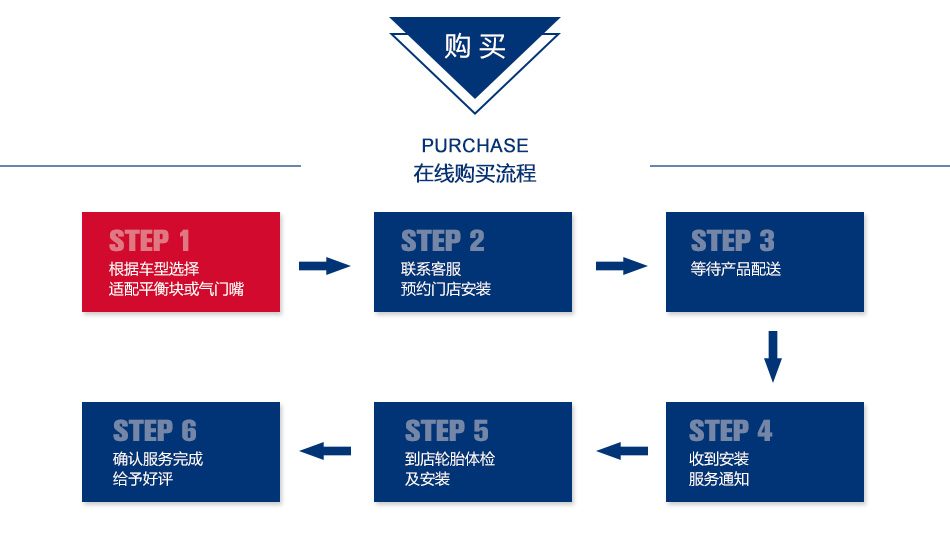 购买
PURCHASE
在线购买流程
STEP 1
根据车型选择
适配平衡块或气门嘴
STEP 2
联系客服
预约门店安装
STEP 3
等待产品配送
STEP 4
收到安装
服务通知
STEP 5
到店轮胎体检
及安装
STEP 6
确认服务完成
给予好评